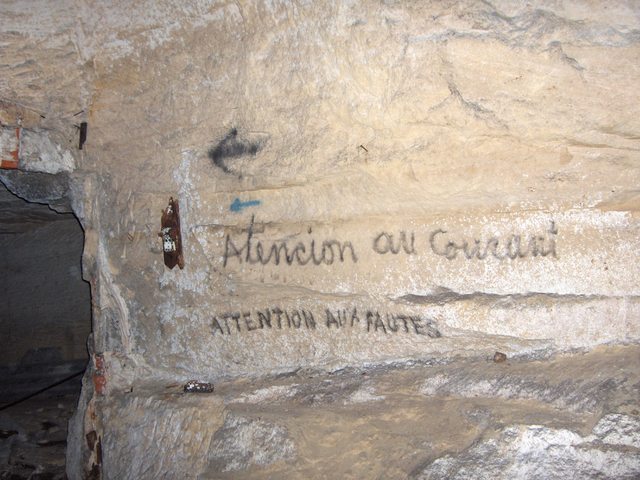 Atencion au Courant
ATTENTION AUX FAUTES